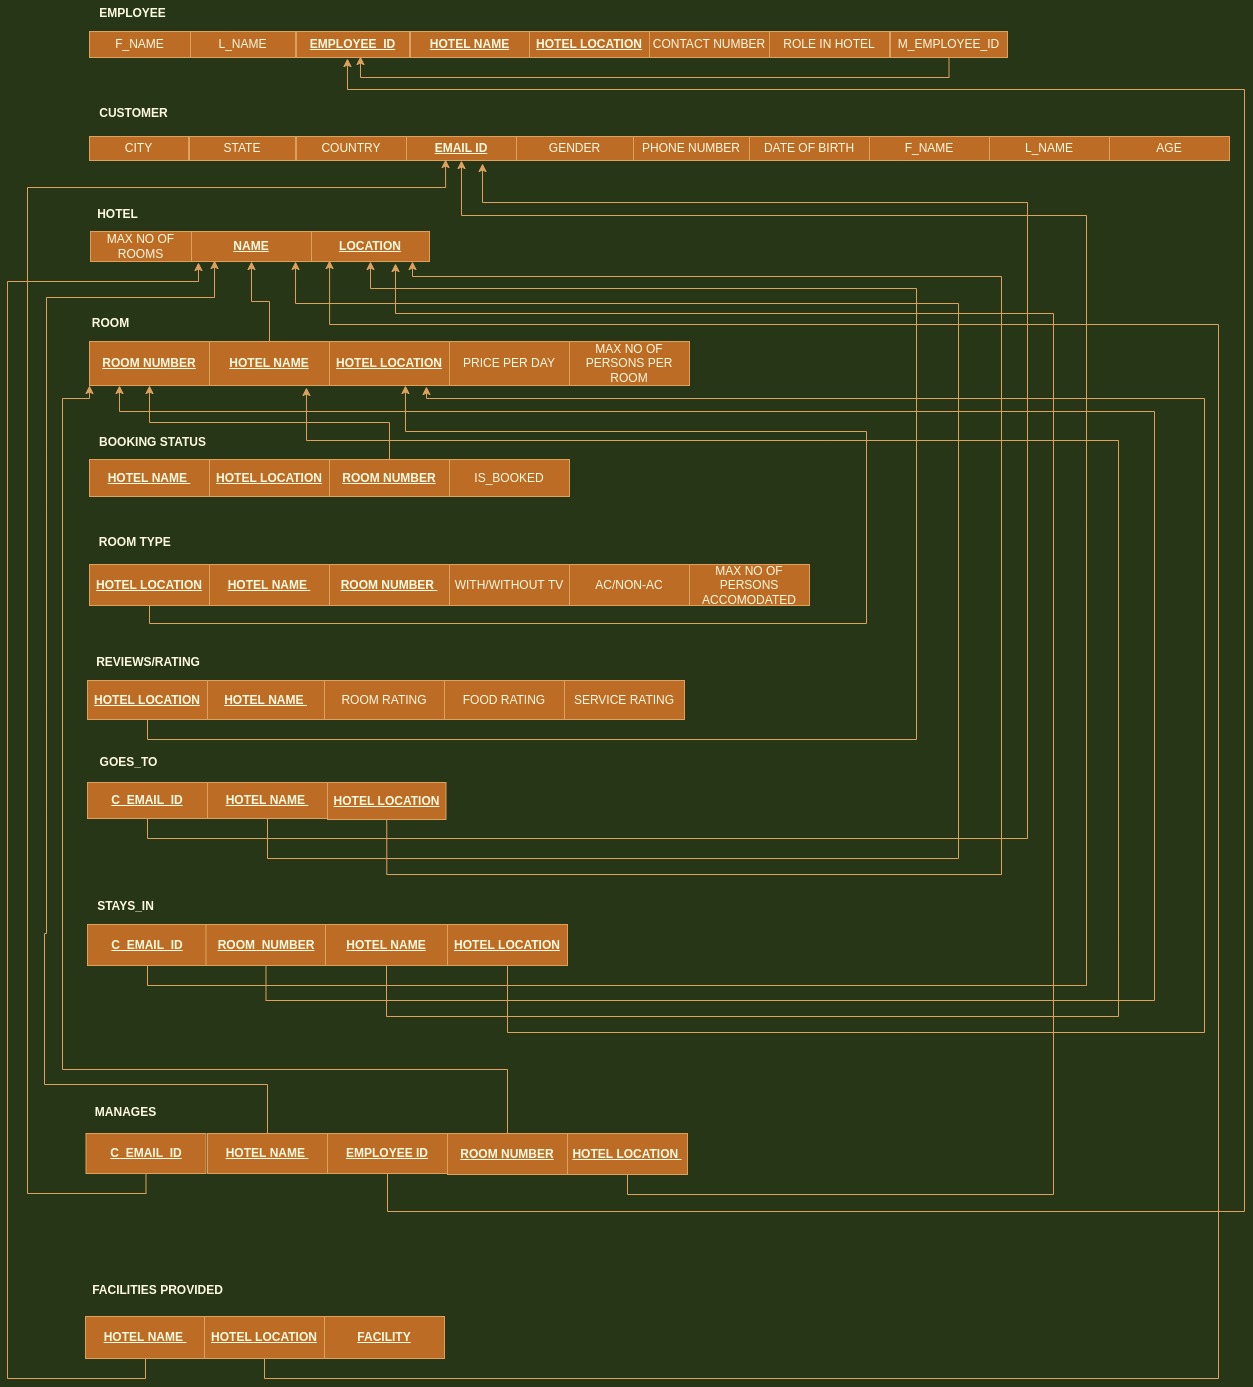 EMPLOYEE
F_NAME L_NAME EMPLOYEE_ID HOTEL NAME HOTEL LOCATION CONTACT NUMBER ROLE IN HOTEL M_EMPLOYEE_ID
CUSTOMER
CITY STATE COUNTRY EMAIL ID GENDER PHONE NUMBER DATE OF BIRTH F_NAME L_NAME AGE
HOTEL
MAX NO OF
ROOMS
NAME
LOCATION
ROOM
ROOM NUMBER
HOTEL NAME
HOTEL LOCATION
PRICE PER DAY
MAX NO OF
PERSONS PER
ROOM
BOOKING STATUS
HOTEL NAME HOTEL LOCATION ROOM NUMBER IS_BOOKED
ROOM TYPE
HOTEL LOCATION
HOTEL NAME
ROOM NUMBER
WITH/WITHOUT TV
AC/NON-AC
MAX NO OF
PERSONS
ACCOMODATED
REVIEWS/RATING
HOTEL LOCATION HOTEL NAME ROOM RATING FOOD RATING SERVICE RATING
GOES_TO
C_EMAIL_ID HOTEL NAME HOTEL LOCATION
STAYS_IN
C_EMAIL_ID ROOM_NUMBER HOTEL NAME HOTEL LOCATION
MANAGES
C_EMAIL_ID HOTEL NAME EMPLOYEE ID ROOM NUMBER HOTEL LOCATION
FACILITIES PROVIDED
HOTEL NAME HOTEL LOCATION FACILITY